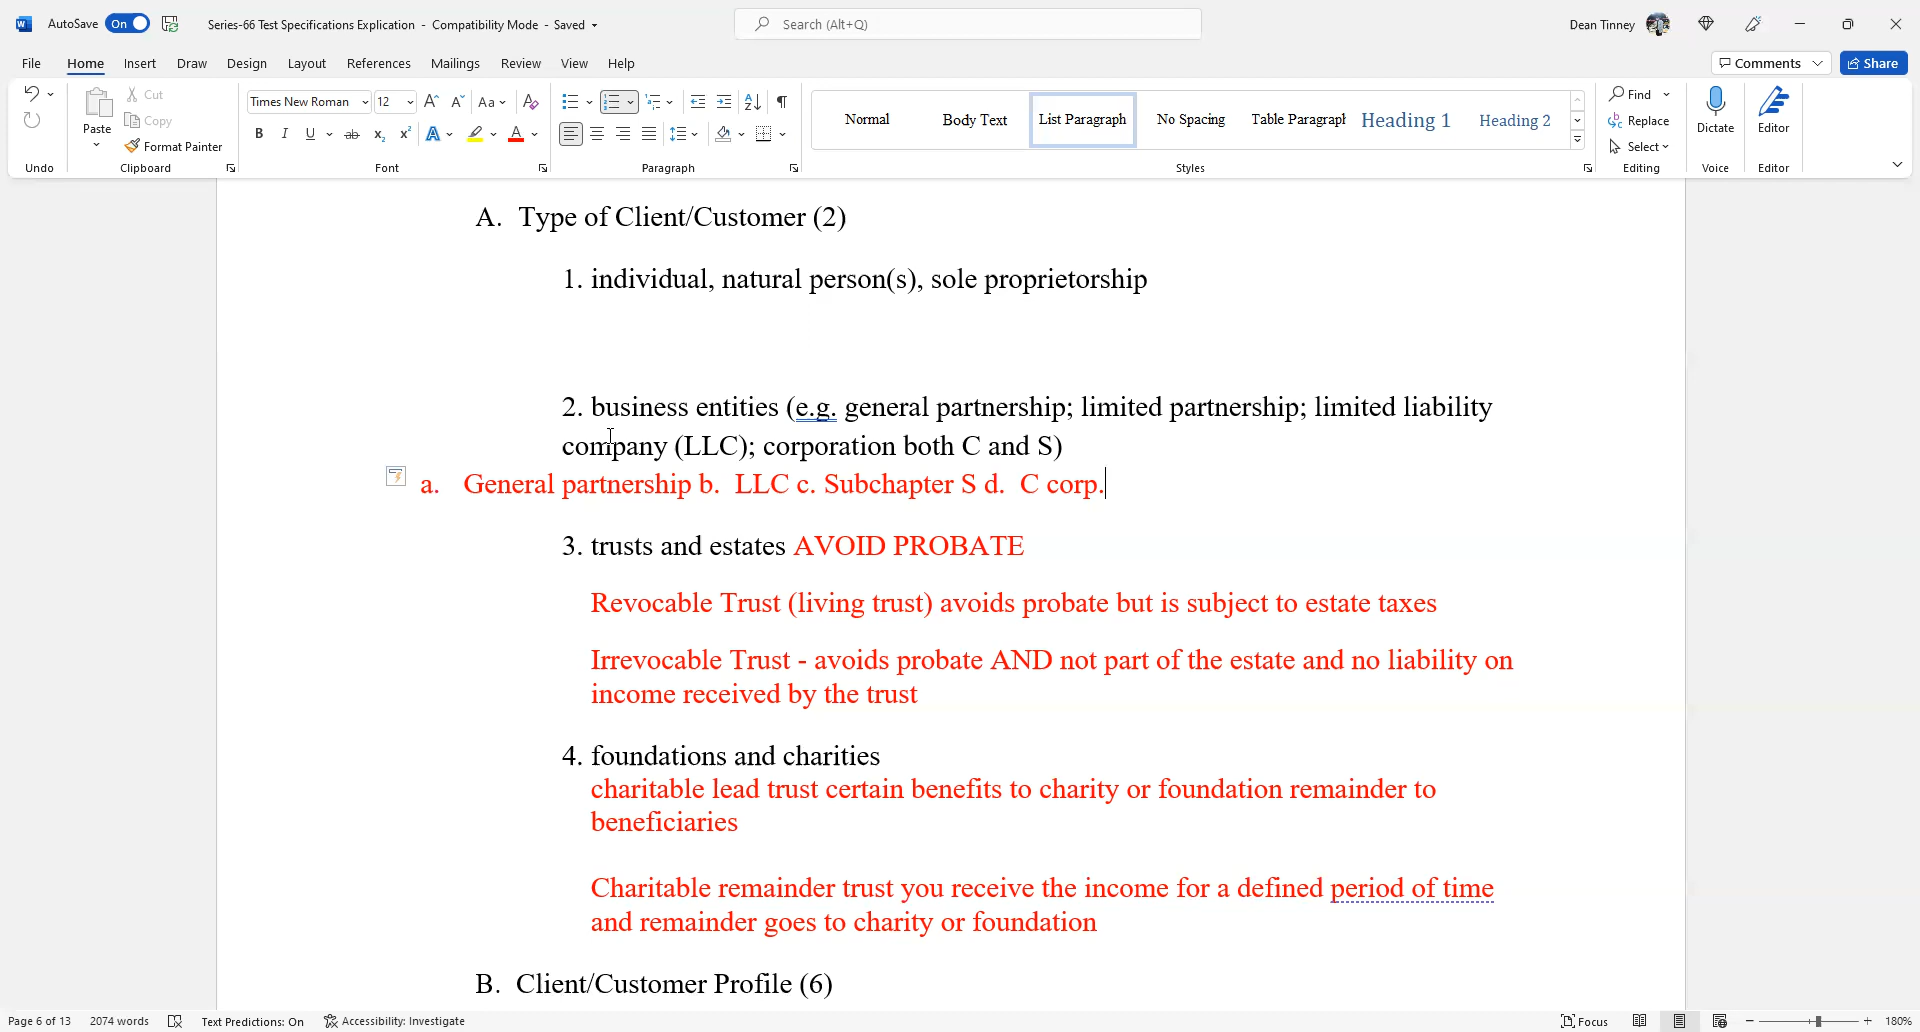 AutoSave On Series-66 Test Specifications Explication - Compatibility Mode - Saved Search (Alt+Q) Dean Tinney
File Home Insert Draw Design Layout References Mailings Review View Help Comments Share
Paste Cut Copy Format Painter
Times New Roman 12 Aa
B I U ab x₂ x² A A
Normal Body Text List Paragraph No Spacing Table Paragraph Heading 1 Heading 2
Find Replace Select Dictate Editor
Undo Clipboard Font Paragraph Styles Editing Voice Editor
A. Type of Client/Customer (2)
1. individual, natural person(s), sole proprietorship
2. business entities (e.g. general partnership; limited partnership; limited liability
company (LLC); corporation both C and S)
a. General partnership b. LLC c. Subchapter S d. C corp.
3. trusts and estates AVOID PROBATE
Revocable Trust (living trust) avoids probate but is subject to estate taxes
Irrevocable Trust - avoids probate AND not part of the estate and no liability on
income received by the trust
4. foundations and charities
charitable lead trust certain benefits to charity or foundation remainder to
beneficiaries
Charitable remainder trust you receive the income for a defined period of time
and remainder goes to charity or foundation
B. Client/Customer Profile (6)
Page 6 of 13 2074 words Text Predictions: On Accessibility: Investigate Focus 180%